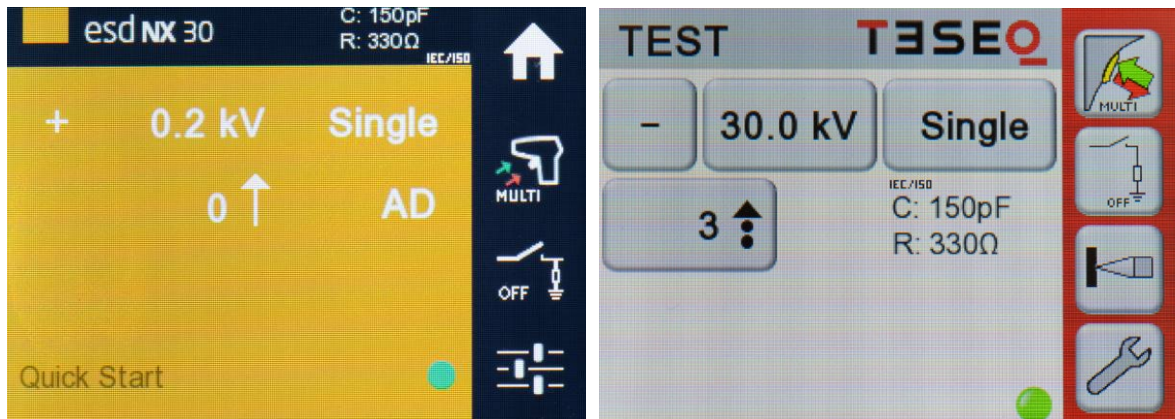 esd NX 30
C: 150pF
R: 330Ω
IEC/ISO
+ 0.2 kV Single
0 AD
MULTI
OFF
Quick Start
TEST TESEQ
MULTI
- 30.0 kV Single
OFF
3
IEC/ISO
C: 150pF
R: 330Ω